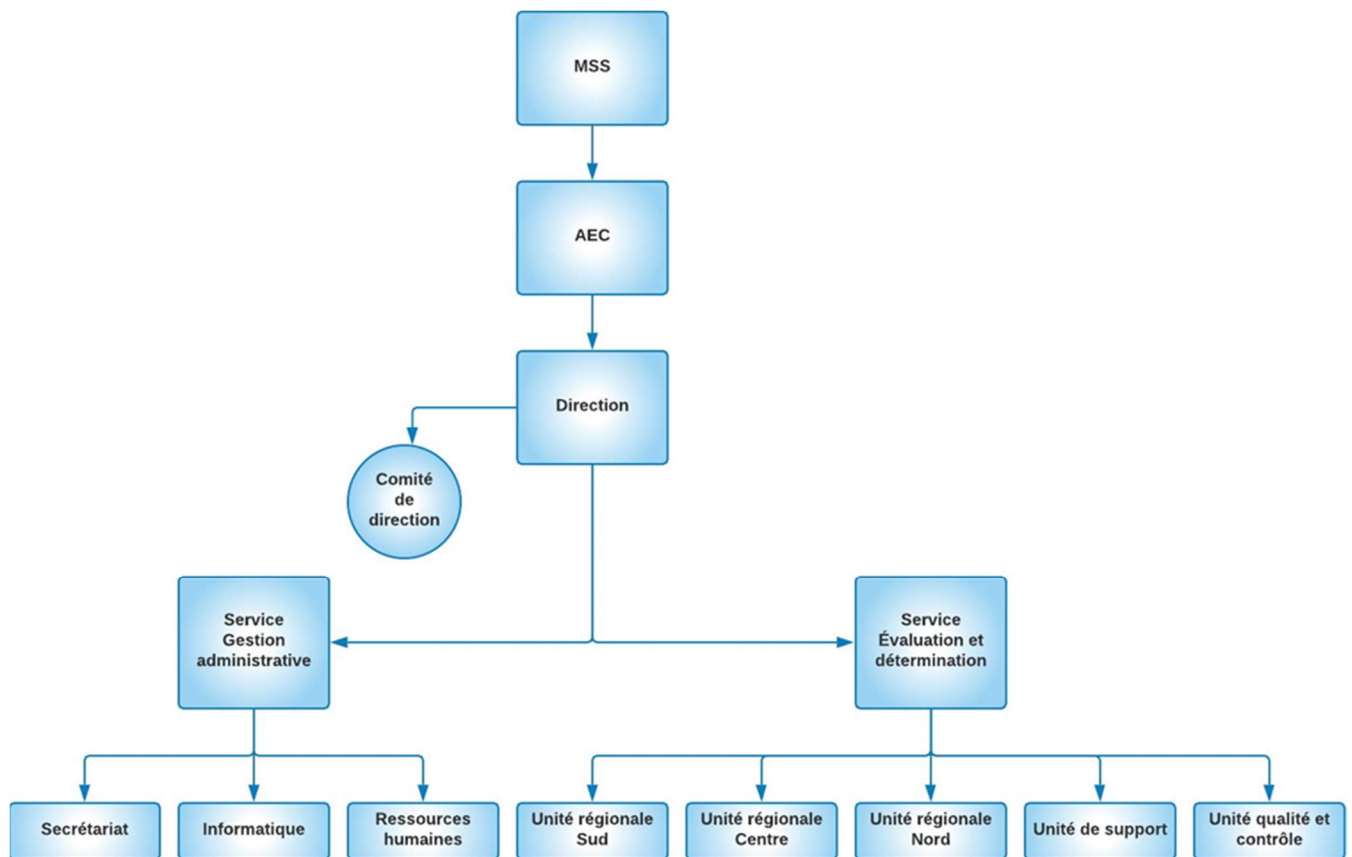 MSS
AEC
Direction
Comité
de
direction
Service
Gestion
administrative
Service
Évaluation et
détermination
Secrétariat
Informatique
Ressources
humaines
Unité régionale
Sud
Unité régionale
Centre
Unité régionale
Nord
Unité de support
Unité qualité et
contrôle